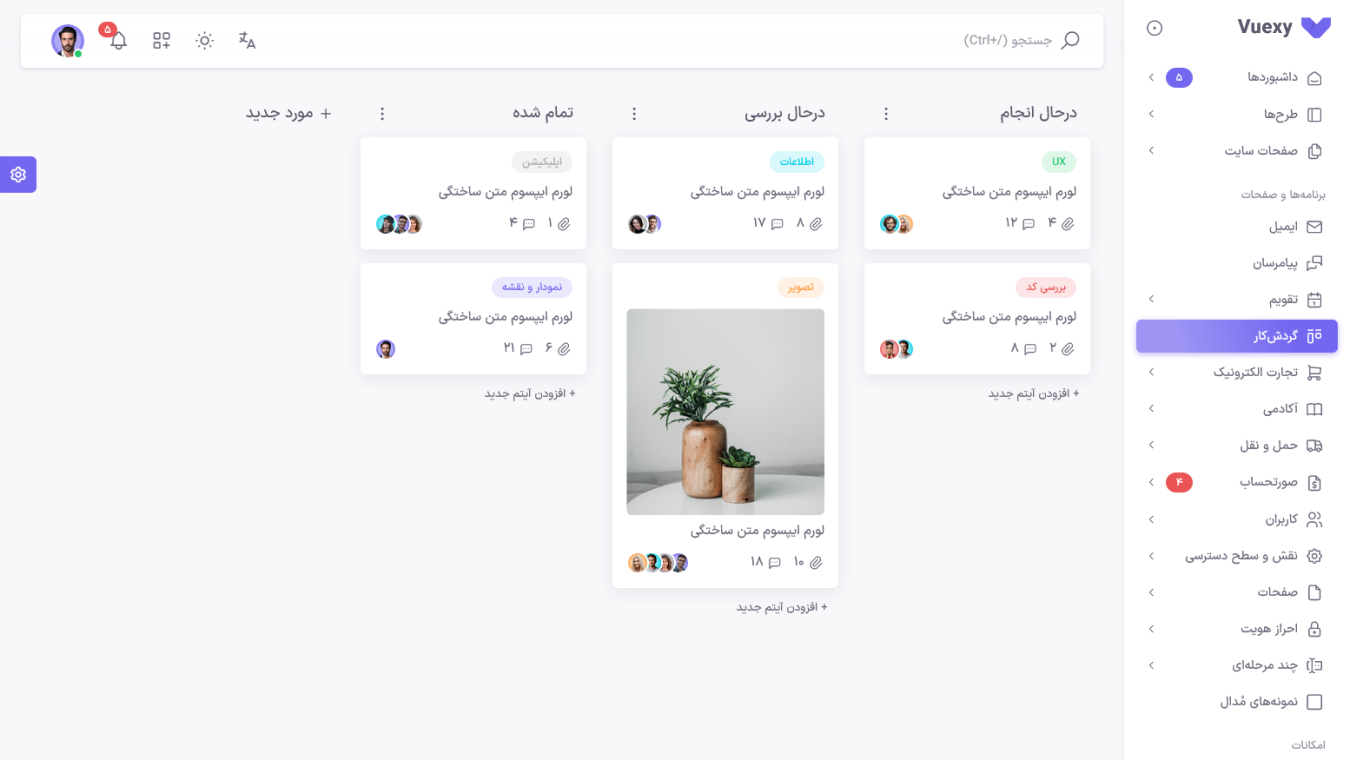 Vuexy
داشبوردها ۵
طرح‌ها
صفحات سایت
برنامه‌ها و صفحات
ایمیل
پیامرسان
تقویم
گردش‌کار
تجارت الکترونیک
آکادمی
حمل و نقل
صورتحساب ۴
کاربران
نقش و سطح دسترسی
صفحات
احراز هویت
چند مرحله‌ای
نمونه‌های مُدال
امکانات
جستجو (/+Ctrl)
۵
درحال انجام
UX
لورم ایپسوم متن ساختگی
۴ ۱۲
بررسی کد
لورم ایپسوم متن ساختگی
۲ ۸
+ افزودن آیتم جدید
درحال بررسی
اطلاعات
لورم ایپسوم متن ساختگی
۸ ۱۷
تصویر
لورم ایپسوم متن ساختگی
۱۰ ۱۸
+ افزودن آیتم جدید
تمام شده
اپلیکیشن
لورم ایپسوم متن ساختگی
۱ ۴
نمودار و نقشه
لورم ایپسوم متن ساختگی
۶ ۲۱
+ افزودن آیتم جدید
+ مورد جدید